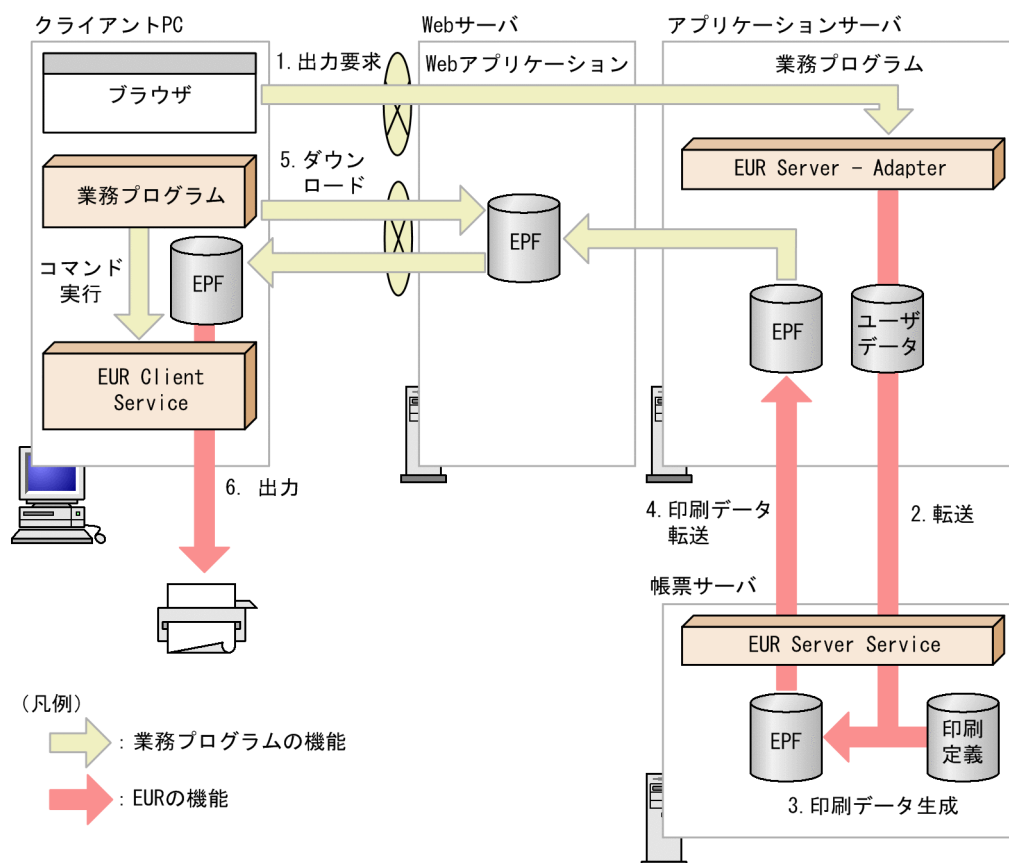 クライアントPC
Webサーバ
アプリケーションサーバ
ブラウザ
1. 出力要求
Webアプリケーション
業務プログラム
EUR Server － Adapter
業務プログラム
5. ダウン
ロード
EPF
コマンド
実行
EPF
EPF
ユーザ
データ
EUR Client
Service
6. 出力
4. 印刷データ
転送
2. 転送
帳票サーバ
EUR Server Service
EPF
印刷
定義
3. 印刷データ生成
（凡例）
：業務プログラムの機能
：EURの機能